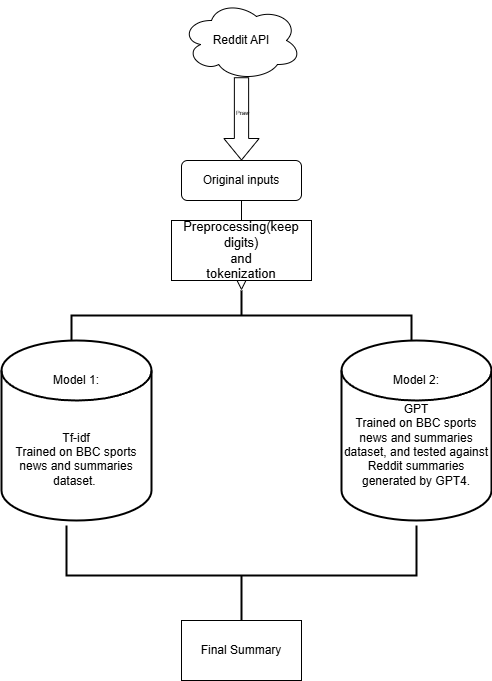 Reddit API
Praw
Original inputs
Preprocessing(keep
digits)
and
tokenization
Model 1:
Tf-idf
Trained on BBC sports
news and summaries
dataset.
Model 2:
GPT
Trained on BBC sports
news and summaries
dataset, and tested against
Reddit summaries
generated by GPT4.
Final Summary